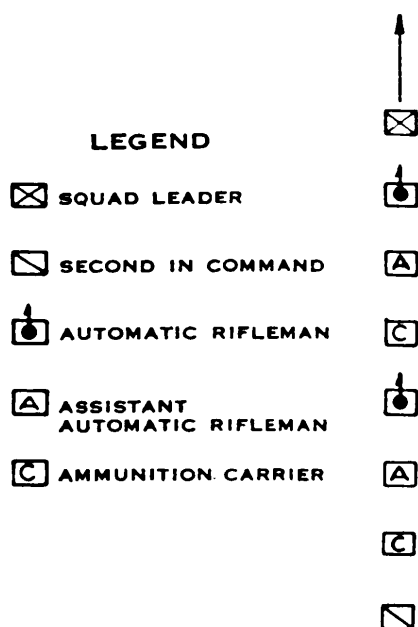 LEGEND
SQUAD LEADER
SECOND IN COMMAND
AUTOMATIC RIFLEMAN
A ASSISTANT
AUTOMATIC RIFLEMAN
C AMMUNITION CARRIER
A
C
A
C